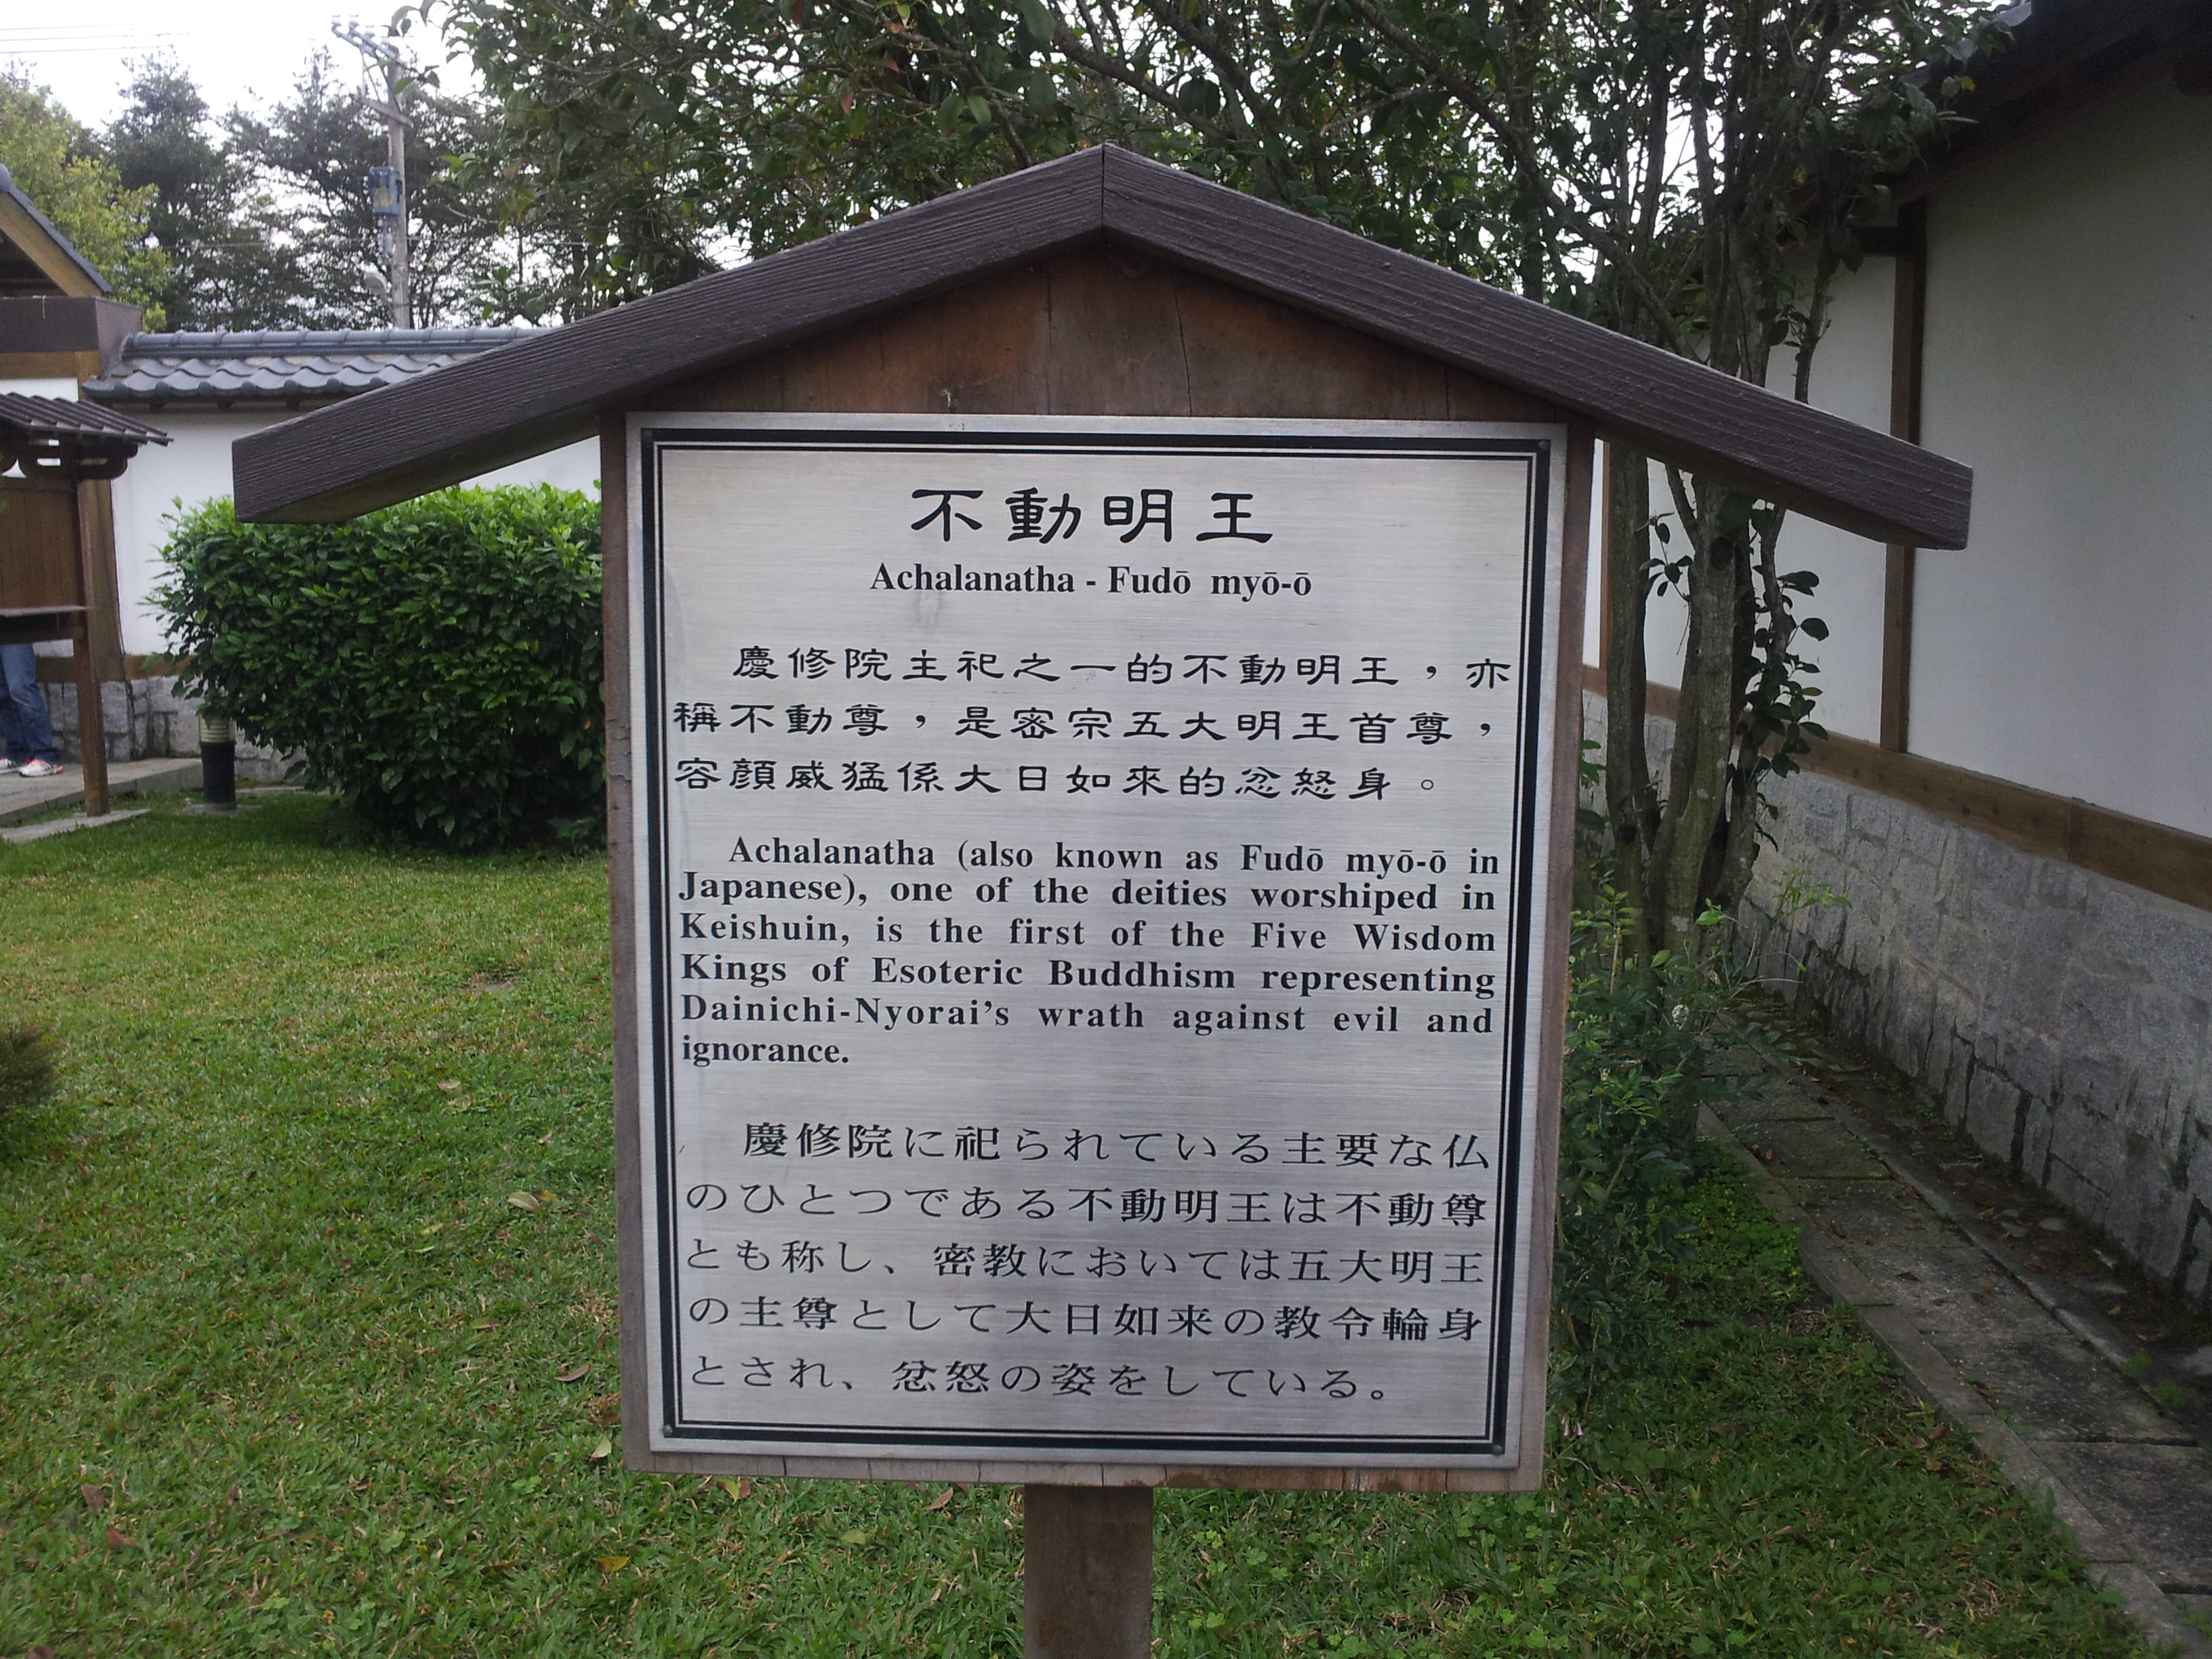 不動明王
Achalanatha - Fudō myō-ō
慶修院主祀之一的不動明王，亦
稱不動尊，是密宗五大明王首尊，
容顏威猛係大日如來的忿怒身。
Achalanatha (also known as Fudō myō-ō in
Japanese), one of the deities worshiped in
Keishuin, is the first of the Five Wisdom
Kings of Esoteric Buddhism representing
Dainichi-Nyorai's wrath against evil and
ignorance.
慶修院に祀られている主要な仏
のひとつである不動明王は不動尊
とも称し、密教においては五大明王
の主尊として大日如来の教令輪身
とされ、忿怒の姿をしている。